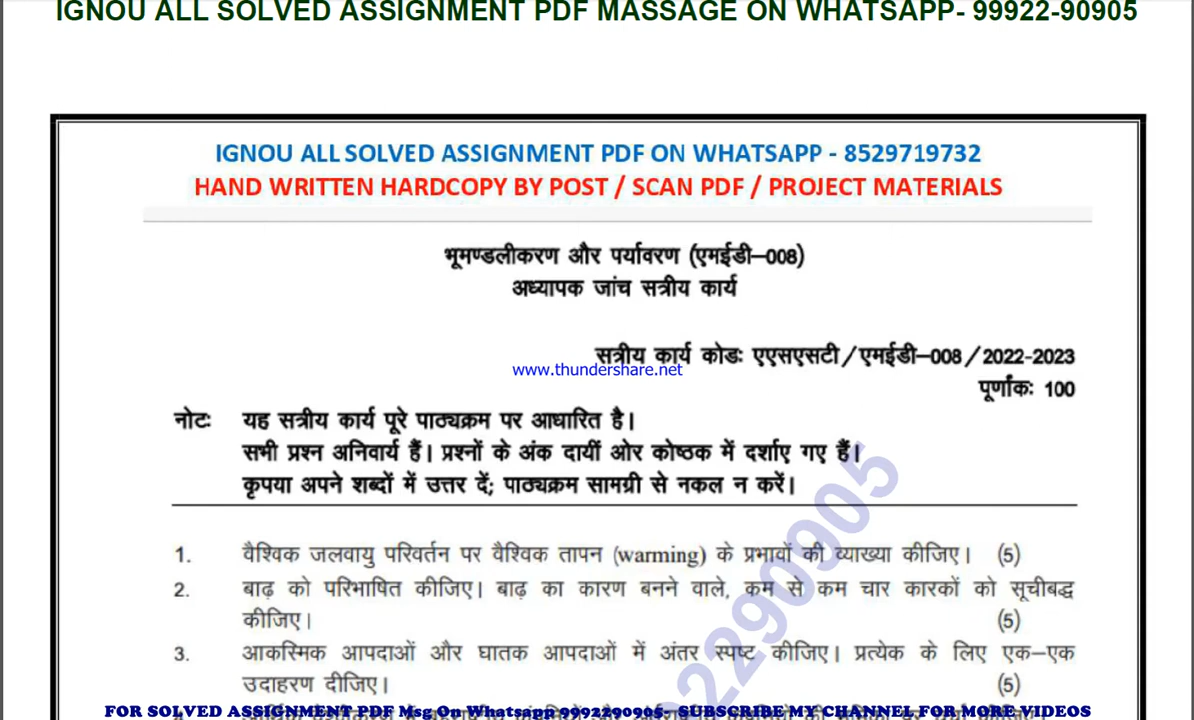 IGNOU ALL SOLVED ASSIGNMENT PDF MASSAGE ON WHATSAPP- 99922-90905
IGNOU ALL SOLVED ASSIGNMENT PDF ON WHATSAPP - 8529719732
HAND WRITTEN HARDCOPY BY POST / SCAN PDF / PROJECT MATERIALS
भूमण्डलीकरण और पर्यावरण (एमईडी–008)
अध्यापक जांच सत्रीय कार्य
सत्रीय कार्य कोडः एएसएसटी/एमईडी–008/2022-2023
www.thundershare.net
पूर्णांकः 100
नोटः यह सत्रीय कार्य पूरे पाठ्यक्रम पर आधारित है।
सभी प्रश्न अनिवार्य हैं। प्रश्नों के अंक दायीं ओर कोष्ठक में दर्शाए गए हैं।
कृपया अपने शब्दों में उत्तर दें; पाठ्यक्रम सामग्री से नकल न करें।
1. वैश्विक जलवायु परिवर्तन पर वैश्विक तापन (warming) के प्रभावों की व्याख्या कीजिए। (5)
2. बाढ़ को परिभाषित कीजिए। बाढ़ का कारण बनने वाले, कम से कम चार कारकों को सूचीबद्ध
कीजिए। (5)
3. आकस्मिक आपदाओं और घातक आपदाओं में अंतर स्पष्ट कीजिए। प्रत्येक के लिए एक–एक
उदाहरण दीजिए। (5)
FOR SOLVED ASSIGNMENT PDF Msg On Whatsapp 9992290905- SUBSCRIBE MY CHANNEL FOR MORE VIDEOS